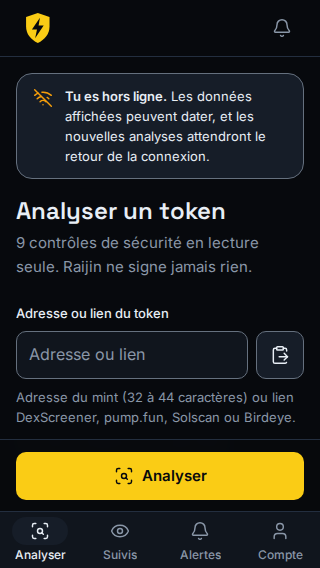 Tu es hors ligne. Les données
affichées peuvent dater, et les
nouvelles analyses attendront le
retour de la connexion.
Analyser un token
9 contrôles de sécurité en lecture
seule. Raijin ne signe jamais rien.
Adresse ou lien du token
Adresse ou lien
Adresse du mint (32 à 44 caractères) ou lien
DexScreener, pump.fun, Solscan ou Birdeye.
Analyser
Analyser
Suivis
Alertes
Compte